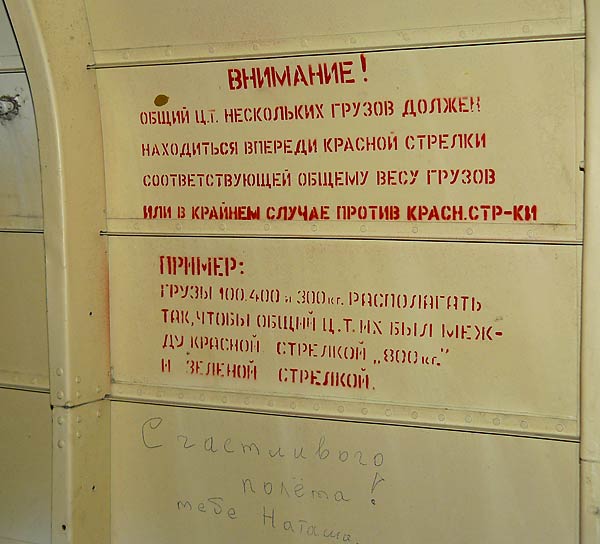 ВНИМАНИЕ!
ОБЩИЙ Ц.Т. НЕСКОЛЬКИХ ГРУЗОВ ДОЛЖЕН
НАХОДИТЬСЯ ВПЕРЕДИ КРАСНОЙ СТРЕЛКИ
СООТВЕТСТВУЮЩЕЙ ОБЩЕМУ ВЕСУ ГРУЗОВ
ИЛИ В КРАЙНЕМ СЛУЧАЕ ПРОТИВ КРАСН.СТР-КИ
ПРИМЕР:
ГРУЗЫ 100.400 и 300кг. РАСПОЛАГАТЬ
ТАК,ЧТОБЫ ОБЩИЙ Ц.Т. ИХ БЫЛ МЕЖ-
ДУ КРАСНОЙ СТРЕЛКОЙ „800кг.”
И ЗЕЛЕНОЙ СТРЕЛКОЙ.
Счастливого
полёта!
тебе Наташа.